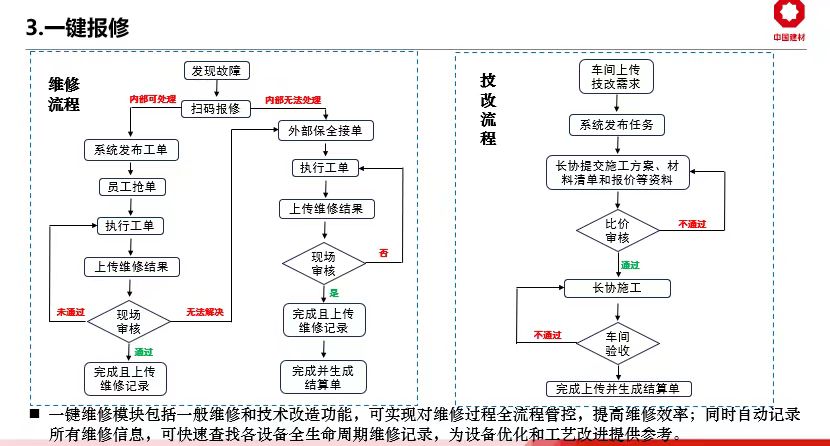 3.一键报修
中国建材
维修
流程
发现故障
内部可处理
扫码报修
内部无法处理
系统发布工单
员工抢单
执行工单
上传维修结果
未通过
现场
审核
无法解决
通过
完成且上传
维修记录
外部保全接单
执行工单
上传维修结果
现场
审核
否
是
完成且上传
维修记录
完成并生成
结算单
技
改
流
程
车间上传
技改需求
系统发布任务
长协提交施工方案、材
料清单和报价等资料
比价
审核
不通过
通过
长协施工
不通过
车间
验收
完成上传并生成结算单
■ 一键维修模块包括一般维修和技术改造功能，可实现对维修过程全流程管控，提高维修效率；同时自动记录
所有维修信息，可快速查找各设备全生命周期维修记录，为设备优化和工艺改进提供参考。